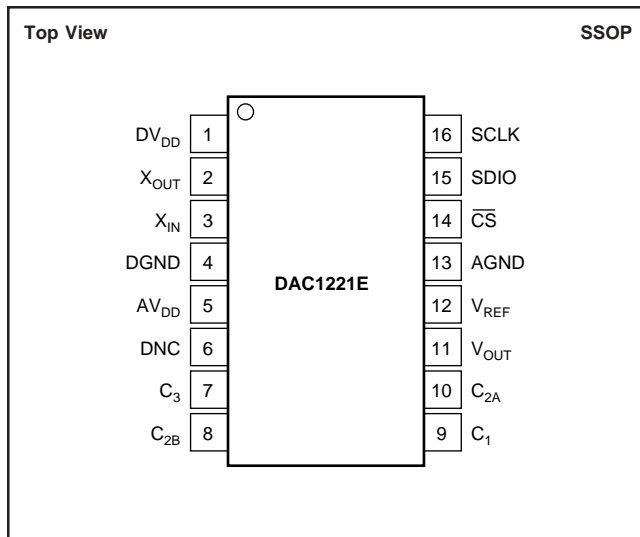 Top View SSOP
DV_DD 1 16 SCLK
X_OUT 2 15 SDIO
X_IN 3 14 C̅S̅
DGND 4 13 AGND
DAC1221E
AV_DD 5 12 V_REF
DNC 6 11 V_OUT
C_3 7 10 C_2A
C_2B 8 9 C_1